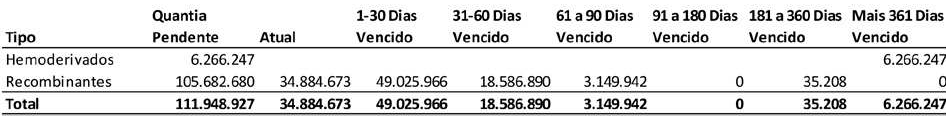 Quantia 1-30 Dias 31-60 Dias 61 a 90 Dias 91 a 180 Dias 181 a 360 Dias Mais 361 Dias
Tipo Pendente Atual Vencido Vencido Vencido Vencido Vencido Vencido
Hemoderivados 6.266.247 6.266.247
Recombinantes 105.682.680 34.884.673 49.025.966 18.586.890 3.149.942 0 35.208 0
Total 111.948.927 34.884.673 49.025.966 18.586.890 3.149.942 0 35.208 6.266.247